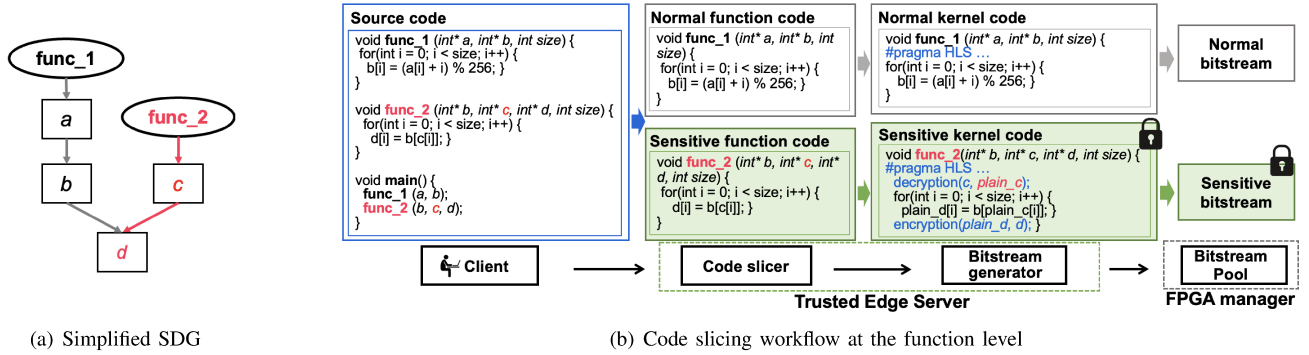 func_1
a
func_2
b
c
d
(a) Simplified SDG
Source code
void func_1 (int* a, int* b, int size) {
for(int i = 0; i < size; i++) {
b[i] = (a[i] + i) % 256; }
}
void func_2 (int* b, int* c, int* d, int size) {
for(int i = 0; i < size; i++) {
d[i] = b[c[i]]; }
}
void main() {
func_1 (a, b);
func_2 (b, c, d);
}
Normal function code
void func_1 (int* a, int* b, int
size) {
for(int i = 0; i < size; i++) {
b[i] = (a[i] + i) % 256; }
}
Normal kernel code
void func_1 (int* a, int* b, int size) {
#pragma HLS ...
for(int i = 0; i < size; i++) {
b[i] = (a[i] + i) % 256; }
}
Normal
bitstream
Sensitive function code
void func_2 (int* b, int* c, int*
d, int size) {
for(int i = 0; i < size; i++) {
d[i] = b[c[i]]; }
}
Sensitive kernel code
void func_2(int* b, int* c, int* d, int size) {
#pragma HLS ...
decryption(c, plain_c);
for(int i = 0; i < size; i++) {
plain_d[i] = b[plain_c[i]]; }
encryption(plain_d, d); }
Sensitive
bitstream
Client
Code slicer
Bitstream
generator
Bitstream
Pool
Trusted Edge Server
FPGA manager
(b) Code slicing workflow at the function level